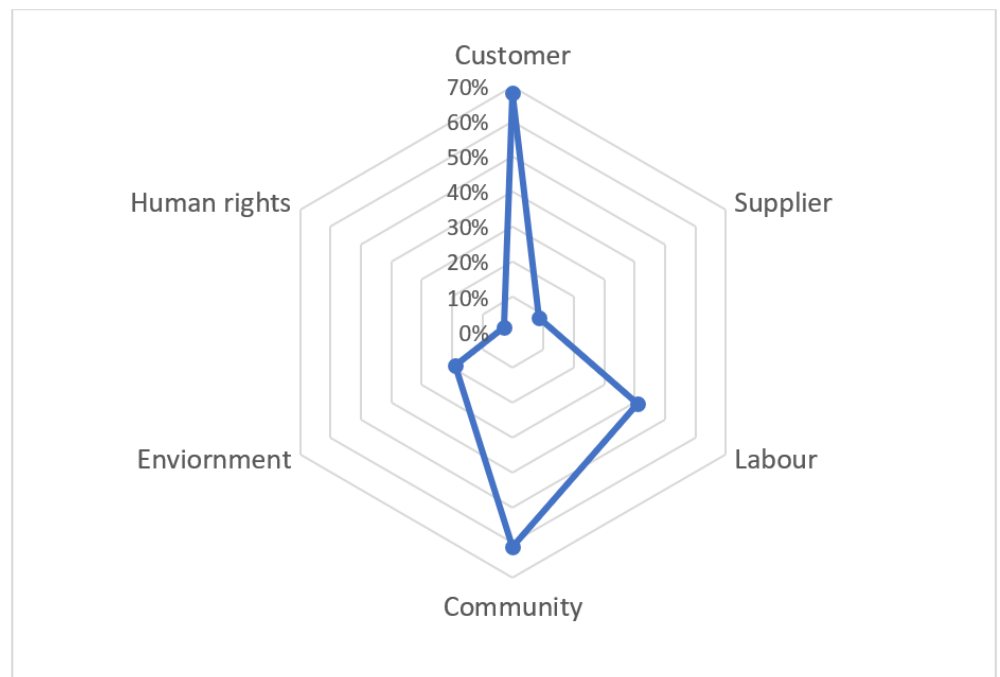 Customer
70%
60%
50%
40%
30%
20%
10%
0%
Supplier
Labour
Community
Enviornment
Human rights